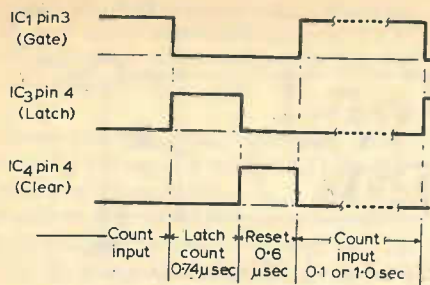 IC1 pin3
(Gate)
IC3 pin 4
(Latch)
IC4 pin 4
(Clear)
Count
input
Latch
count
0·74μsec
Reset
0·6
μsec
Count
input
0·1 or 1·0 sec